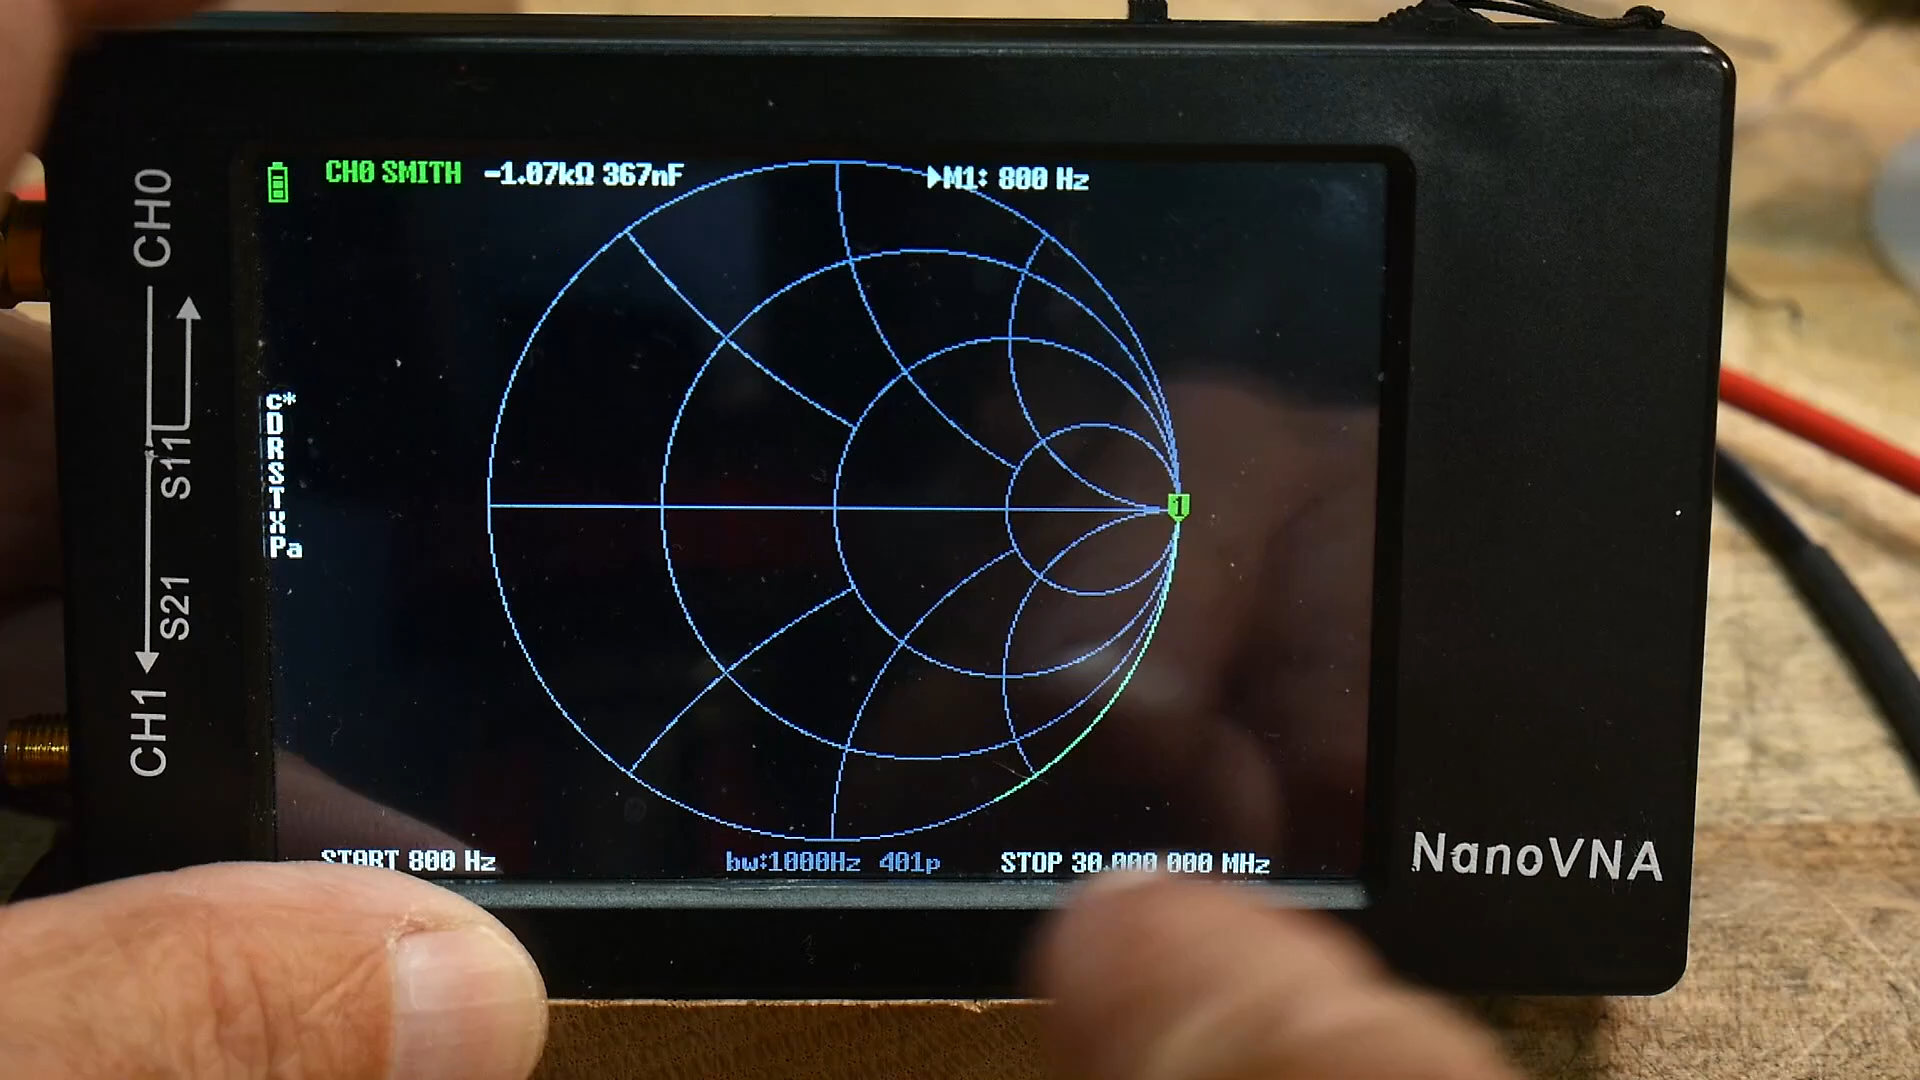 CH0 SMITH -1.07kΩ 367nF
▶M1: 800 Hz
CH0
S11
S21
CH1
c*
D
R
S
T
X
Pa
1
START 800 Hz
bw:1000Hz 401p
STOP 30.000 000 MHz
NanoVNA